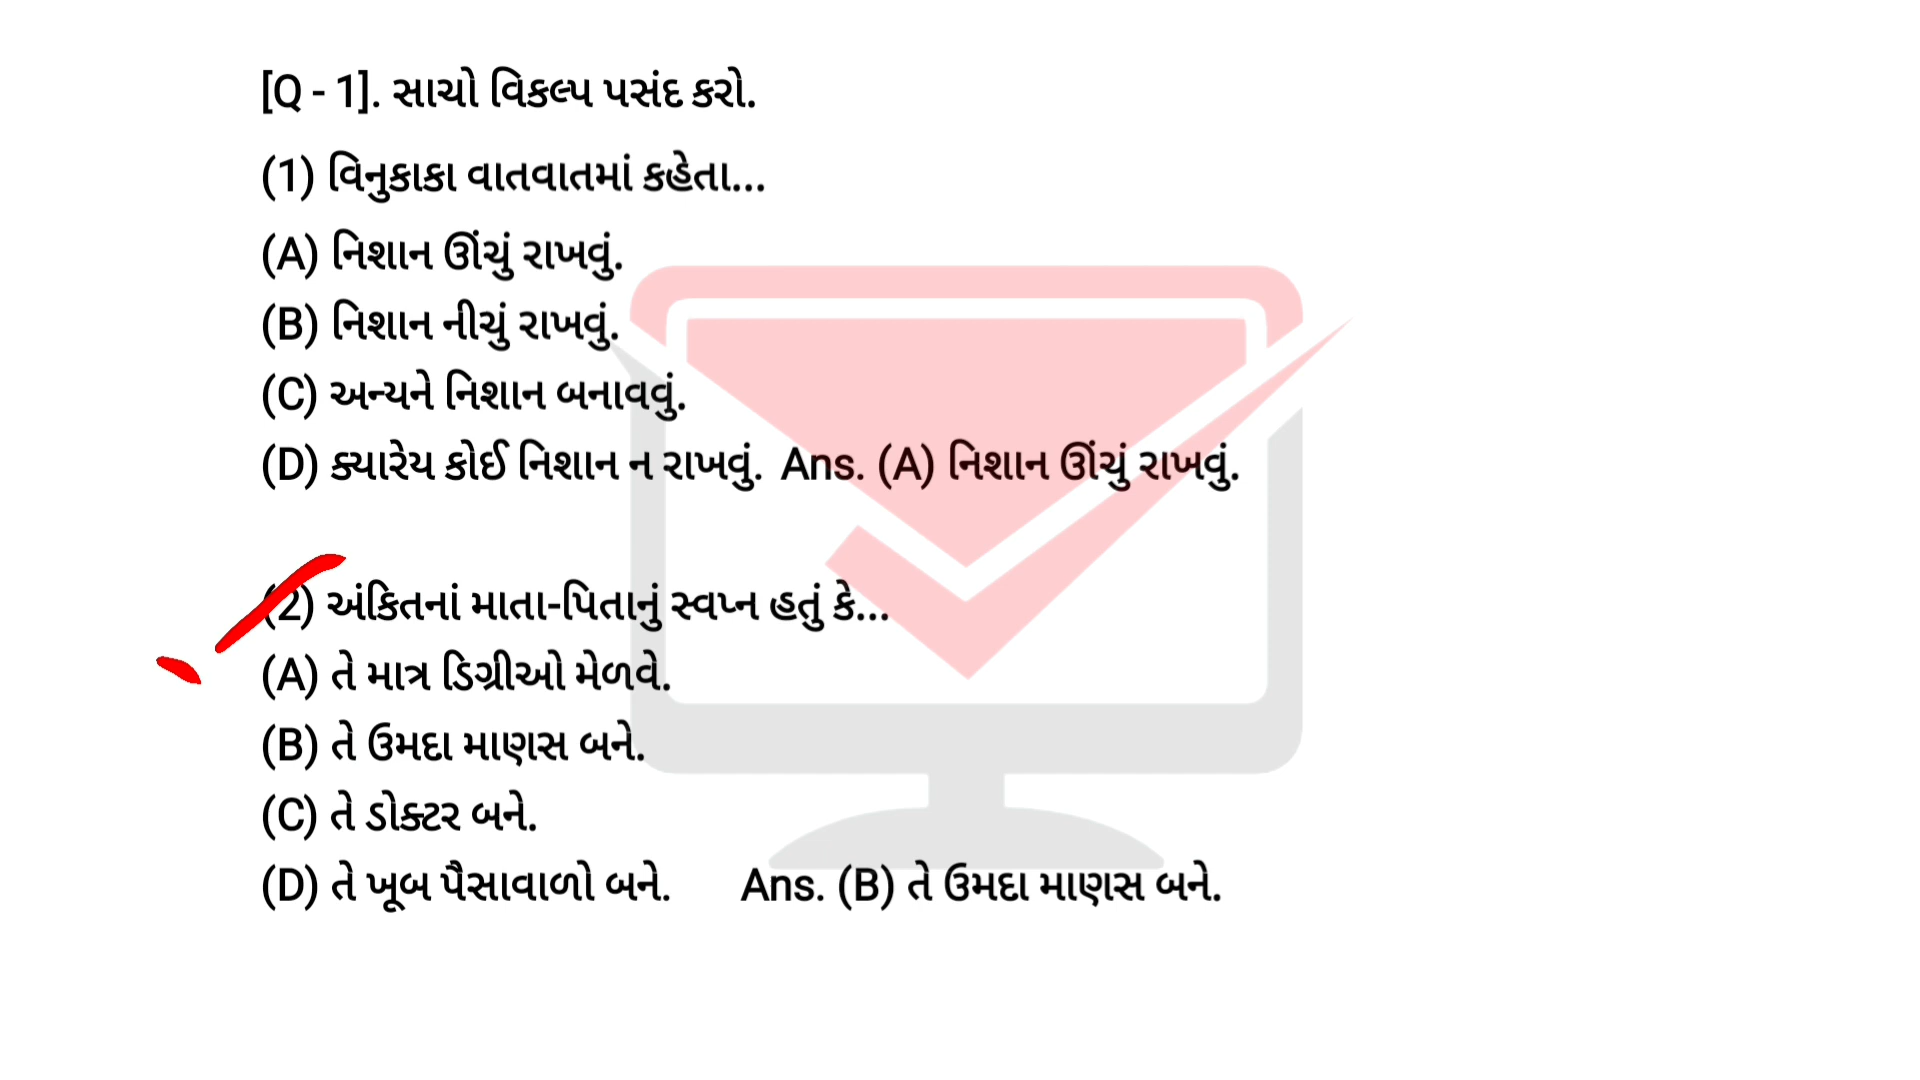 [Q - 1]. સાચો વિકલ્પ પસંદ કરો.
(1) વિનુકાકા વાતવાતમાં કહેતા...
(A) નિશાન ઊંચું રાખવું.
(B) નિશાન નીચું રાખવું.
(C) અન્યને નિશાન બનાવવું.
(D) ક્યારેય કોઈ નિશાન ન રાખવું. Ans. (A) નિશાન ઊંચું રાખવું.
(2) અંકિતનાં માતા-પિતાનું સ્વપ્ન હતું કે...
(A) તે માત્ર ડિગ્રીઓ મેળવે.
(B) તે ઉમદા માણસ બને.
(C) તે ડોક્ટર બને.
(D) તે ખૂબ પૈસાવાળો બને. Ans. (B) તે ઉમદા માણસ બને.